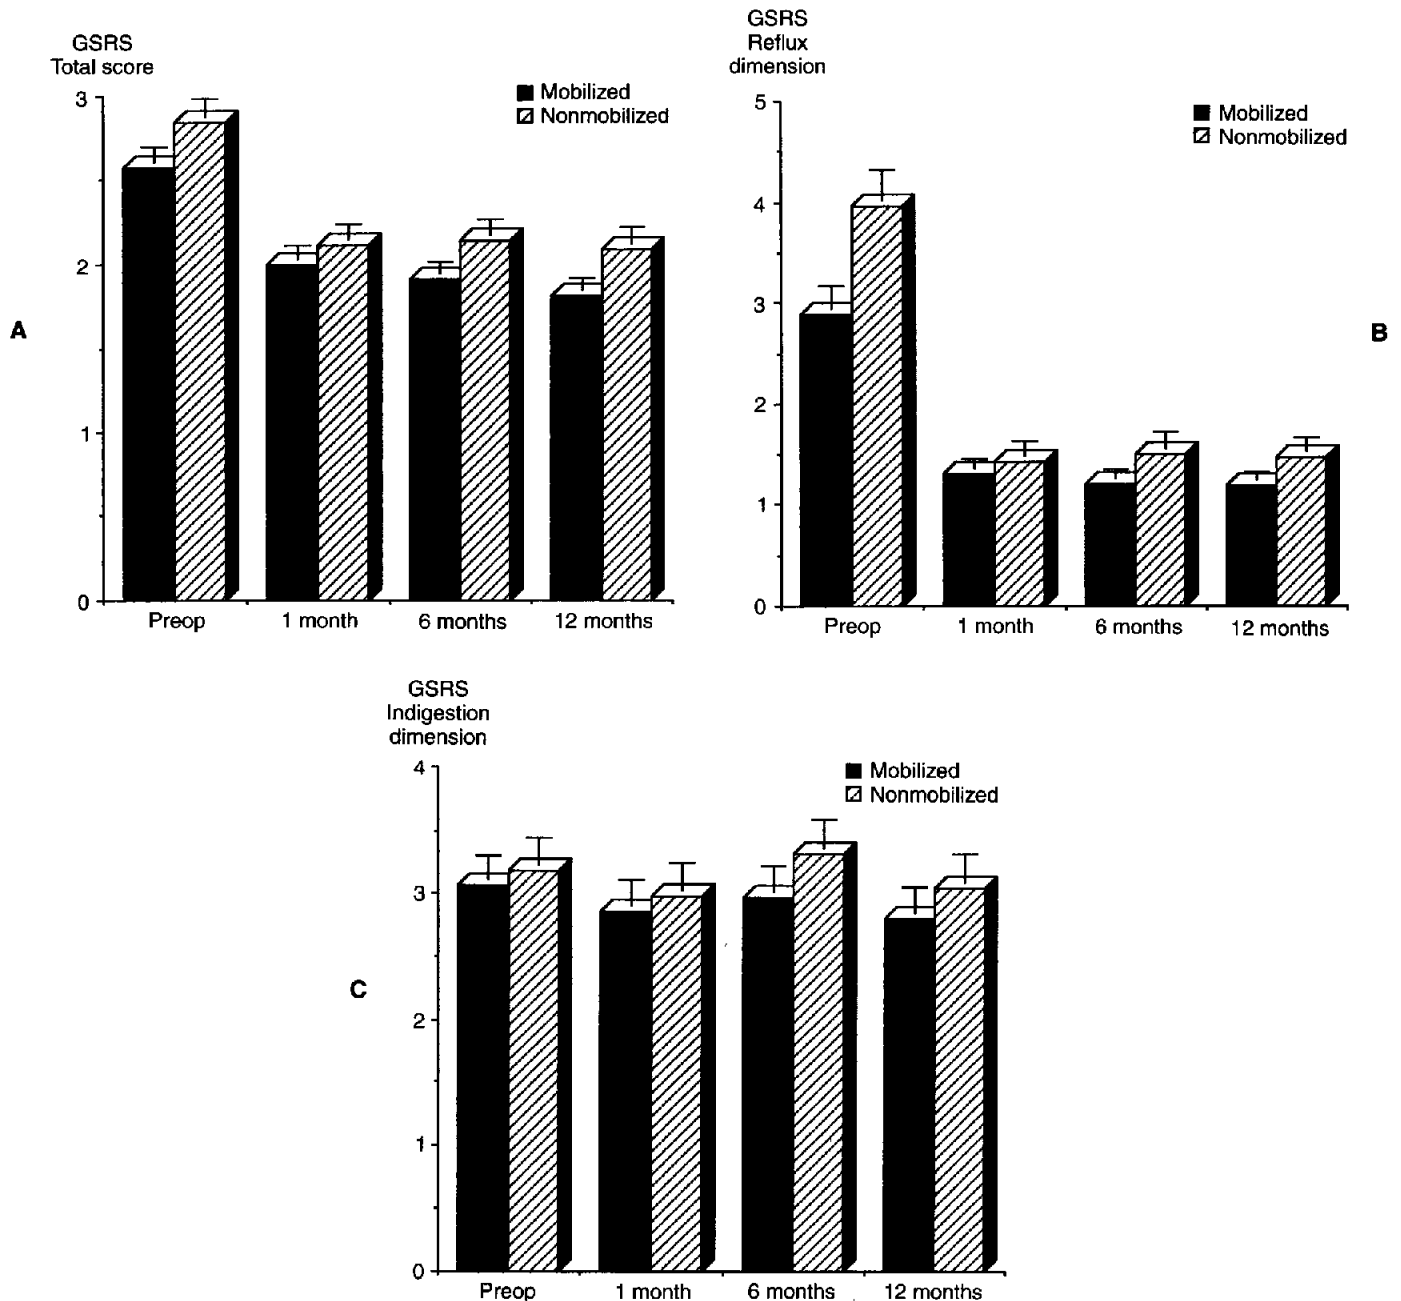 GSRS
Total score
Mobilized
Nonmobilized
3
2
1
0
Preop
1 month
6 months
12 months
A
GSRS
Reflux
dimension
Mobilized
Nonmobilized
5
4
3
2
1
0
Preop
1 month
6 months
12 months
B
GSRS
Indigestion
dimension
Mobilized
Nonmobilized
4
3
2
1
0
Preop
1 month
6 months
12 months
C